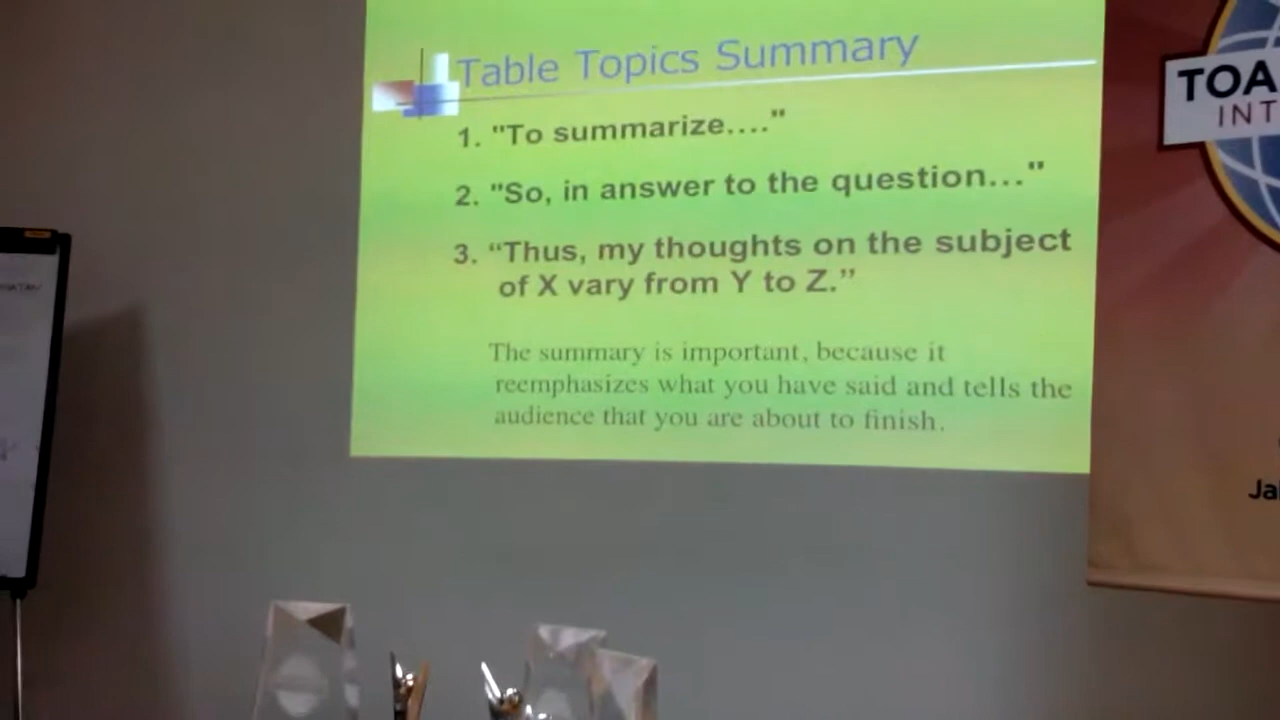 Table Topics Summary
1. "To summarize...."
2. "So, in answer to the question..."
3. “Thus, my thoughts on the subject
of X vary from Y to Z.”
The summary is important, because it
reemphasizes what you have said and tells the
audience that you are about to finish.
TOA
INT
Ja